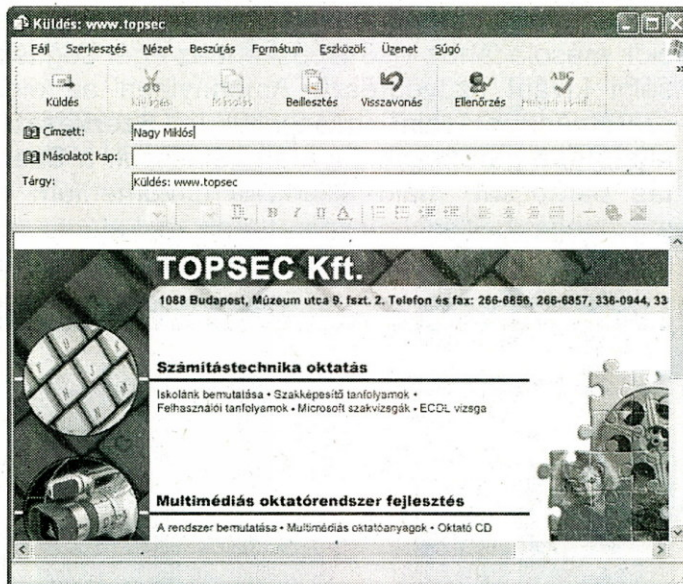 Küldés: www.topsec
Fájl Szerkesztés Nézet Beszúrás Formátum Eszközök Üzenet Súgó
Küldés Kivágás Másolás Beillesztés Visszavonás Ellenőrzés
Címzett: Nagy Miklós
Másolatot kap:
Tárgy: Küldés: www.topsec
TOPSEC Kft.
1088 Budapest, Múzeum utca 9. fszt. 2. Telefon és fax: 266-6856, 266-6857, 336-0944, 33
Számítástechnika oktatás
Iskolánk bemutatása • Szakképesítő tanfolyamok •
Felhasználói tanfolyamok • Microsoft szakvizsgák • ECDL vizsga
Multimédiás oktatórendszer fejlesztés
A rendszer bemutatása • Multimédiás oktatóanyagok • Oktató CD